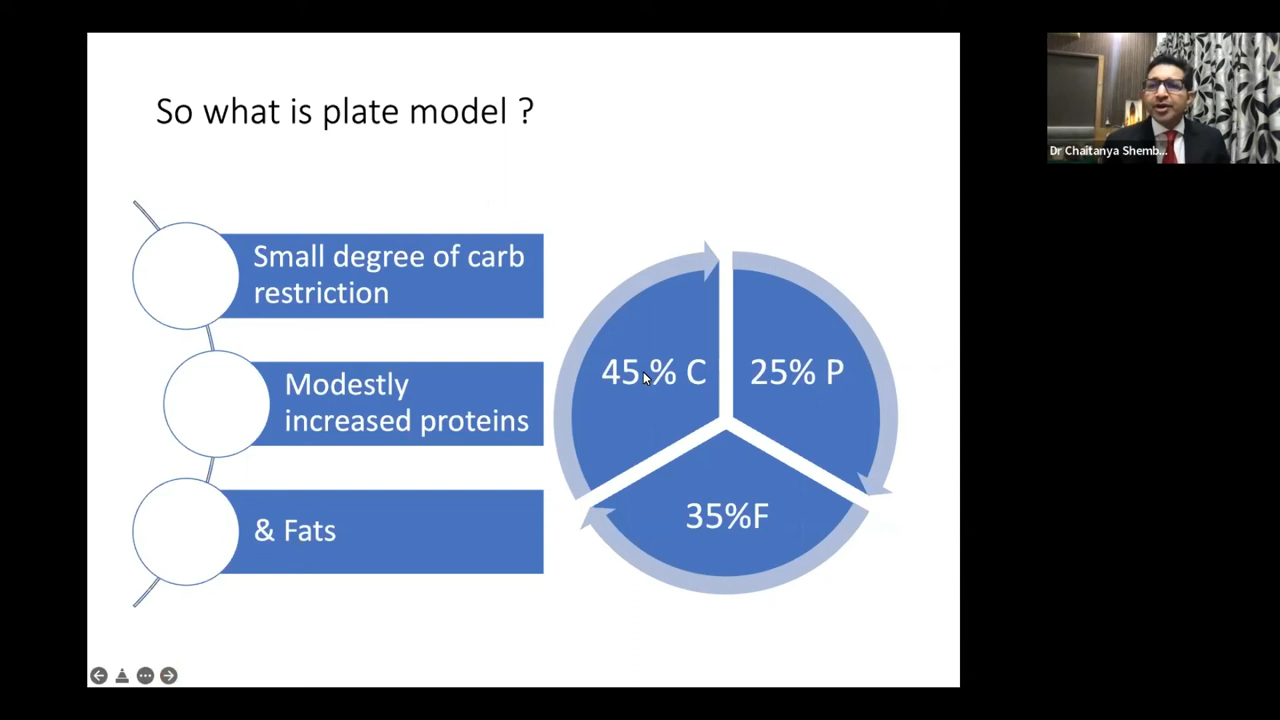 So what is plate model ?
Small degree of carb
restriction
Modestly
increased proteins
& Fats
45 % C
25% P
35%F
Dr Chaitanya Shemb...